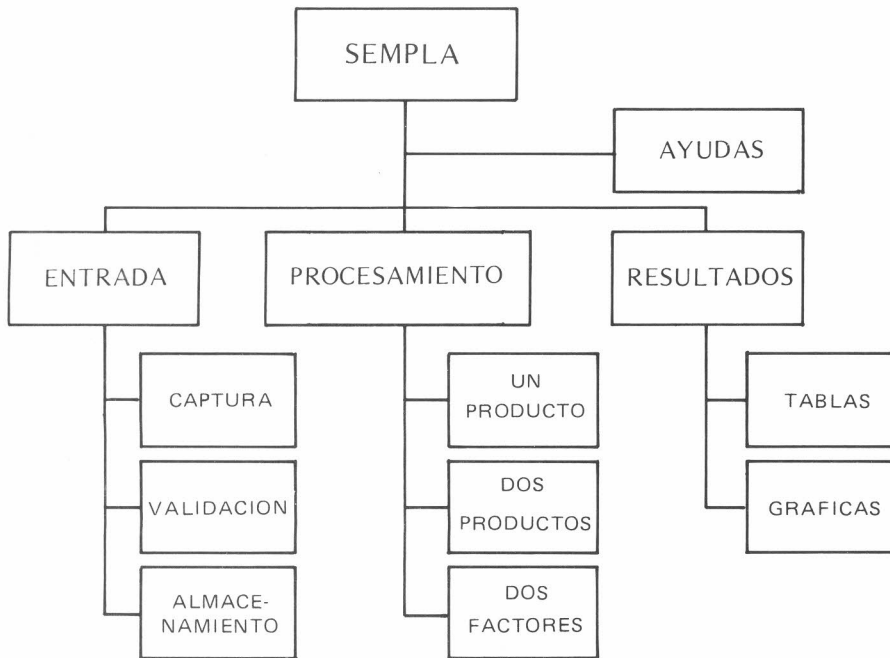 SEMPLA
AYUDAS
ENTRADA
PROCESAMIENTO
RESULTADOS
CAPTURA
VALIDACION
ALMACE-
NAMIENTO
UN
PRODUCTO
DOS
PRODUCTOS
DOS
FACTORES
TABLAS
GRAFICAS